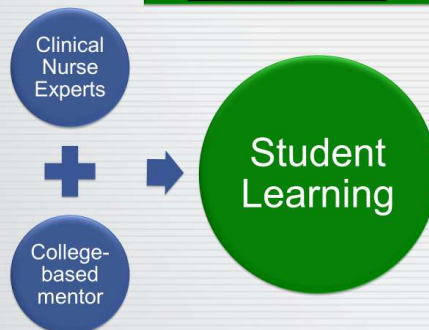 Clinical
Nurse
Experts
Student
Learning
College-
based
mentor